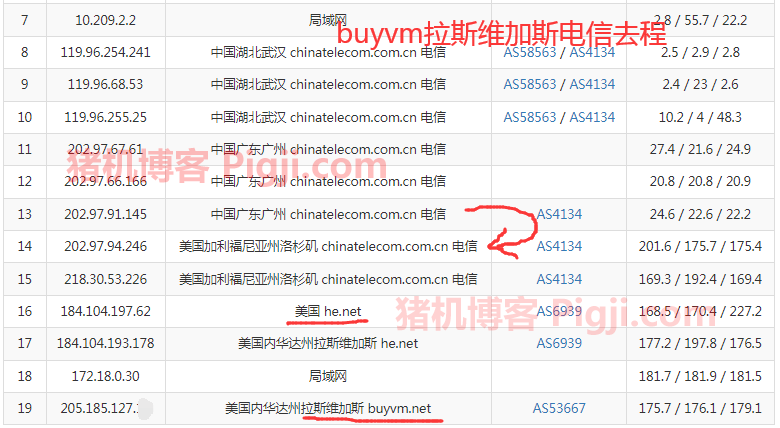 buyvm拉斯维加斯电信去程
7 10.209.2.2 局域网 2.8 / 55.7 / 22.2
8 119.96.254.241 中国湖北武汉 chinatelecom.com.cn 电信 AS58563 / AS4134 2.5 / 2.9 / 2.8
9 119.96.68.53 中国湖北武汉 chinatelecom.com.cn 电信 AS58563 / AS4134 2.4 / 23 / 2.6
10 119.96.255.25 中国湖北武汉 chinatelecom.com.cn 电信 AS58563 / AS4134 10.2 / 4 / 48.3
11 202.97.67.61 中国广东广州 chinatelecom.com.cn 电信 27.4 / 21.6 / 24.9
猪机博客 Pigji.com
12 202.97.66.166 中国广东广州 chinatelecom.com.cn 电信 20.8 / 20.8 / 20.9
13 202.97.91.145 中国广东广州 chinatelecom.com.cn 电信 AS4134 24.6 / 22.6 / 22.2
14 202.97.94.246 美国加利福尼亚州洛杉矶 chinatelecom.com.cn 电信 AS4134 201.6 / 175.7 / 175.4
15 218.30.53.226 美国加利福尼亚州洛杉矶 chinatelecom.com.cn 电信 AS4134 169.3 / 192.4 / 169.4
16 184.104.197.62 美国 he.net AS6939 168.5 / 170.4 / 227.2
猪机博客 Pigji.com
17 184.104.193.178 美国内华达州拉斯维加斯 he.net AS6939 177.2 / 197.8 / 176.5
18 172.18.0.30 局域网 181.7 / 181.9 / 181.5
19 205.185.127. 美国内华达州拉斯维加斯 buyvm.net AS53667 175.7 / 176.1 / 179.1